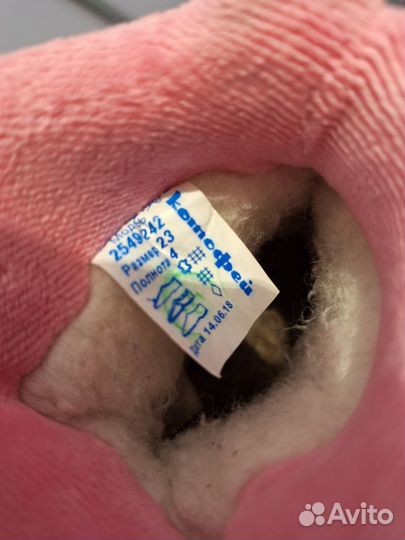 Котофей
Модель
2549242
Размер 23
Полнота 4
Дата 14.06.18
Avito